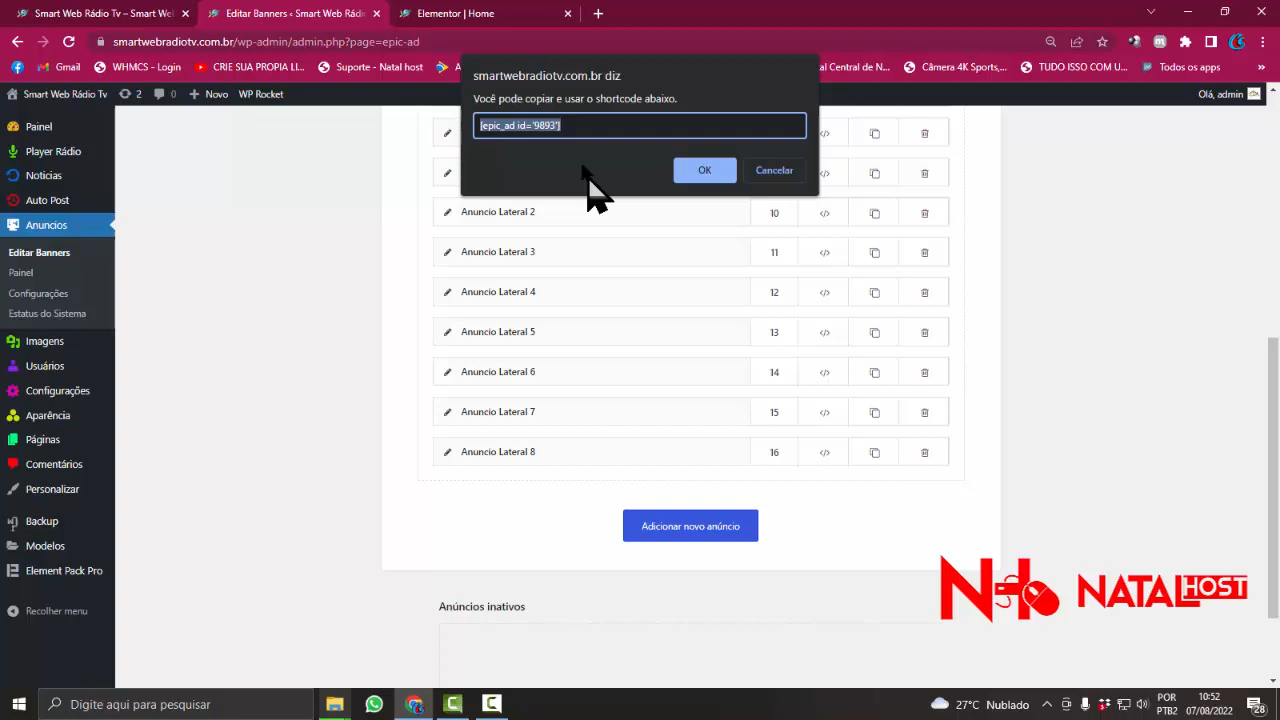 Smart Web Rádio Tv - Smart Web
Editar Banners ‹ Smart Web Rádi
Elementor | Home
smartwebradiotv.com.br/wp-admin/admin.php?page=epic-ad
Gmail
WHMCS - Login
CRIE SUA PROPIA LI...
Suporte - Natal host
Central de N...
Câmera 4K Sports,...
TUDO ISSO COM U...
Todos os apps
Smart Web Rádio Tv
2
0
Novo
WP Rocket
Olá, admin
smartwebradiotv.com.br diz
Você pode copiar e usar o shortcode abaixo.
[epic_ad id='9893']
OK
Cancelar
Painel
Player Rádio
Notícias
Auto Post
Anuncios
Editar Banners
Painel
Configurações
Estatus do Sistema
Imagens
Usuários
Configurações
Aparência
Páginas
Comentários
Personalizar
Backup
Modelos
Element Pack Pro
Recolher menu
Anuncio Lateral 2
10
Anuncio Lateral 3
11
Anuncio Lateral 4
12
Anuncio Lateral 5
13
Anuncio Lateral 6
14
Anuncio Lateral 7
15
Anuncio Lateral 8
16
Adicionar novo anúncio
Anúncios inativos
NATALHOST
Digite aqui para pesquisar
27°C Nublado
POR
PTB2
10:52
07/08/2022
28